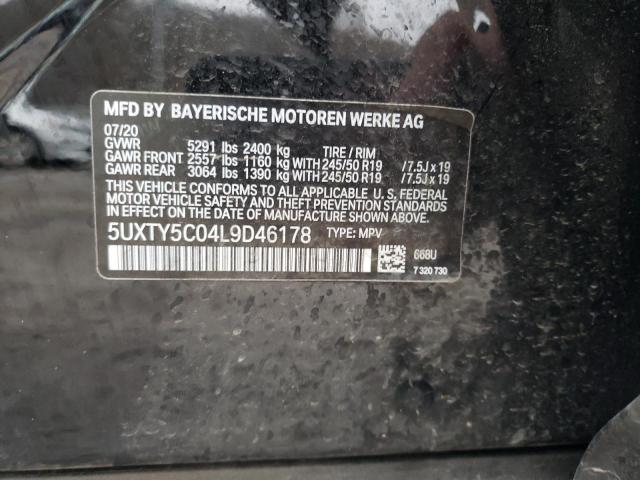 MFD BY BAYERISCHE MOTOREN WERKE AG
07/20
GVWR 5291 lbs 2400 kg TIRE / RIM
GAWR FRONT 2557 lbs 1160 kg WITH 245/50 R19 / 7.5J x 19
GAWR REAR 3064 lbs 1390 kg WITH 245/50 R19 / 7.5J x 19
THIS VEHICLE CONFORMS TO ALL APPLICABLE U. S. FEDERAL
MOTOR VEHICLE SAFETY AND THEFT PREVENTION STANDARDS
IN EFFECT ON THE DATE OF MANUFACTURE SHOWN ABOVE.
5UXTY5C04L9D46178 TYPE: MPV
668U
7 320 730